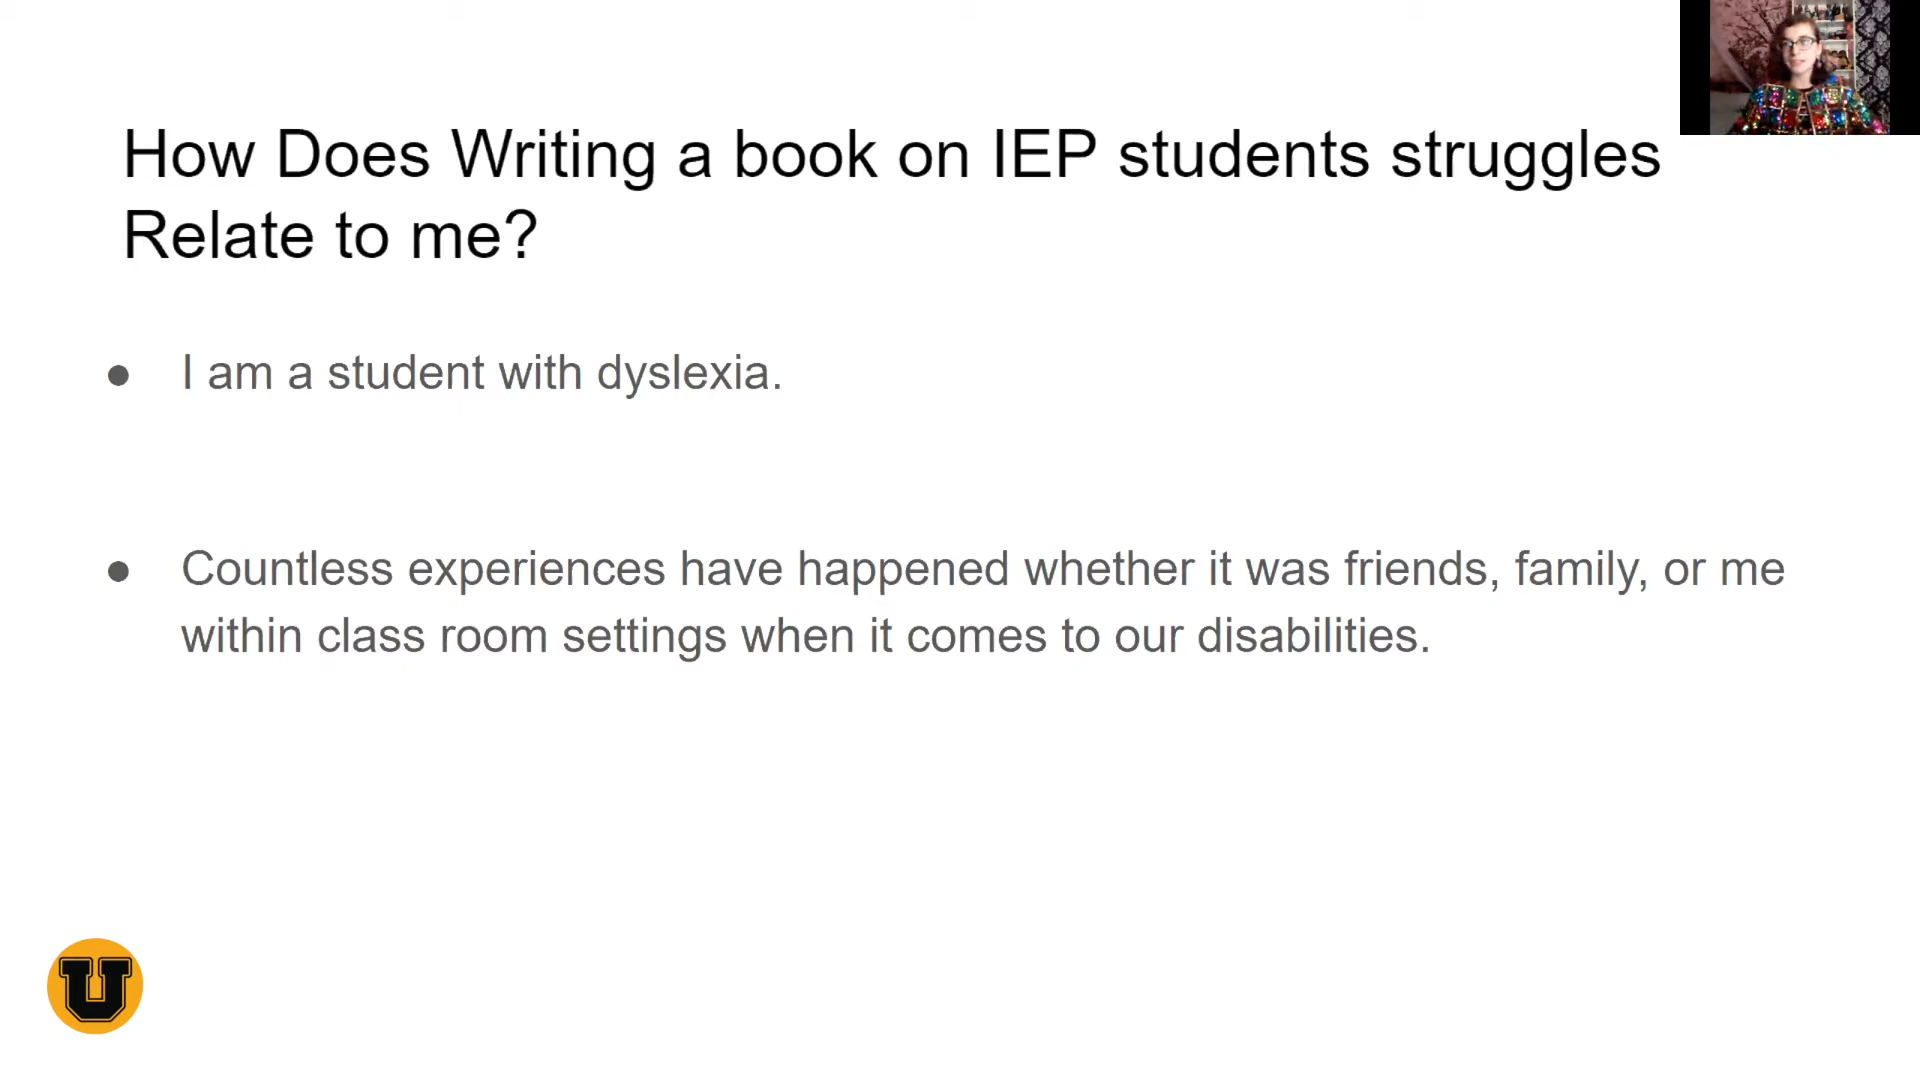 How Does Writing a book on IEP students struggles
Relate to me?
● I am a student with dyslexia.
● Countless experiences have happened whether it was friends, family, or me
within class room settings when it comes to our disabilities.
U